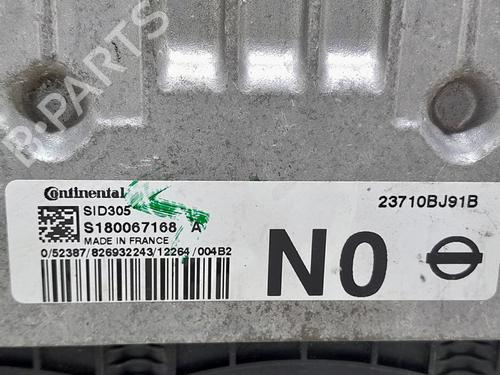 B-PARTS
Continental
SID305
23710BJ91B
S180067168 A
MADE IN FRANCE
0/52387/826932243/12264/004B2
N0